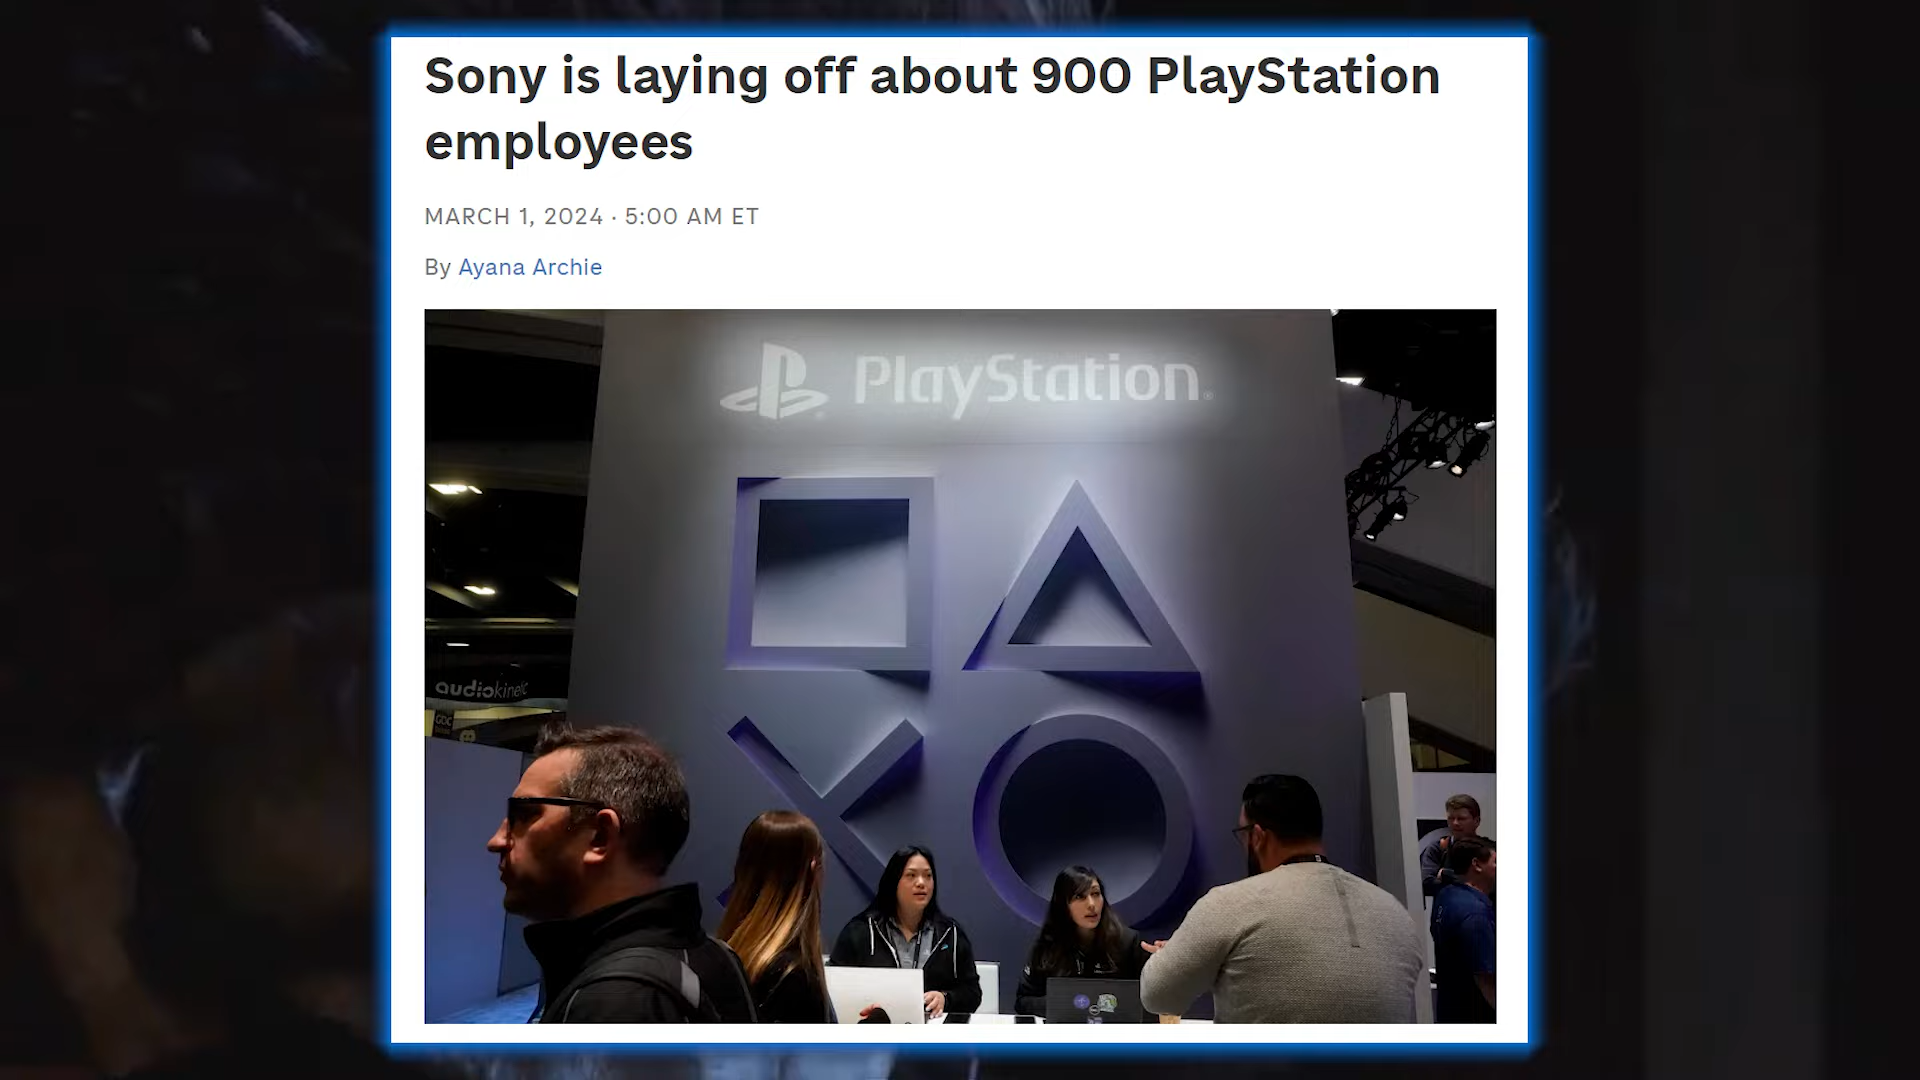 Sony is laying off about 900 PlayStation
employees
MARCH 1, 2024 · 5:00 AM ET
By Ayana Archie
PlayStation
audiokinetic
GDC